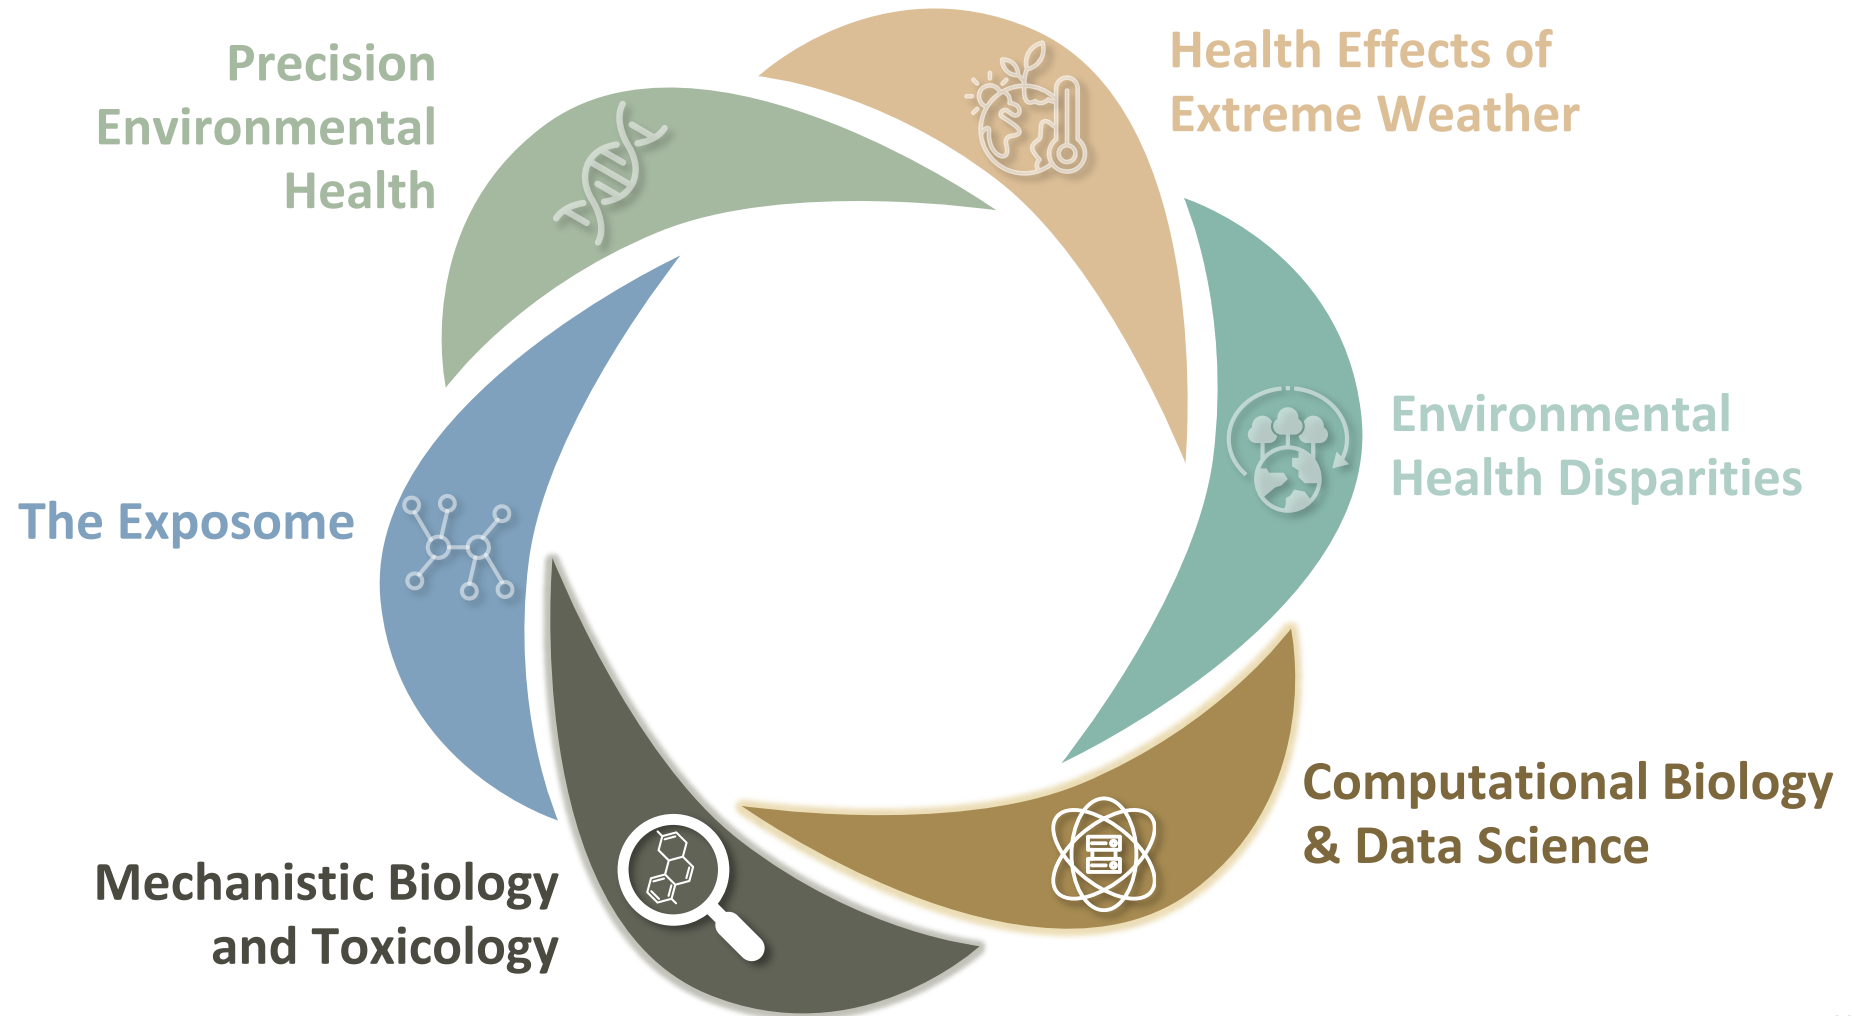 Precision
Environmental
Health
Health Effects of
Extreme Weather
The Exposome
Environmental
Health Disparities
Mechanistic Biology
and Toxicology
Computational Biology
& Data Science